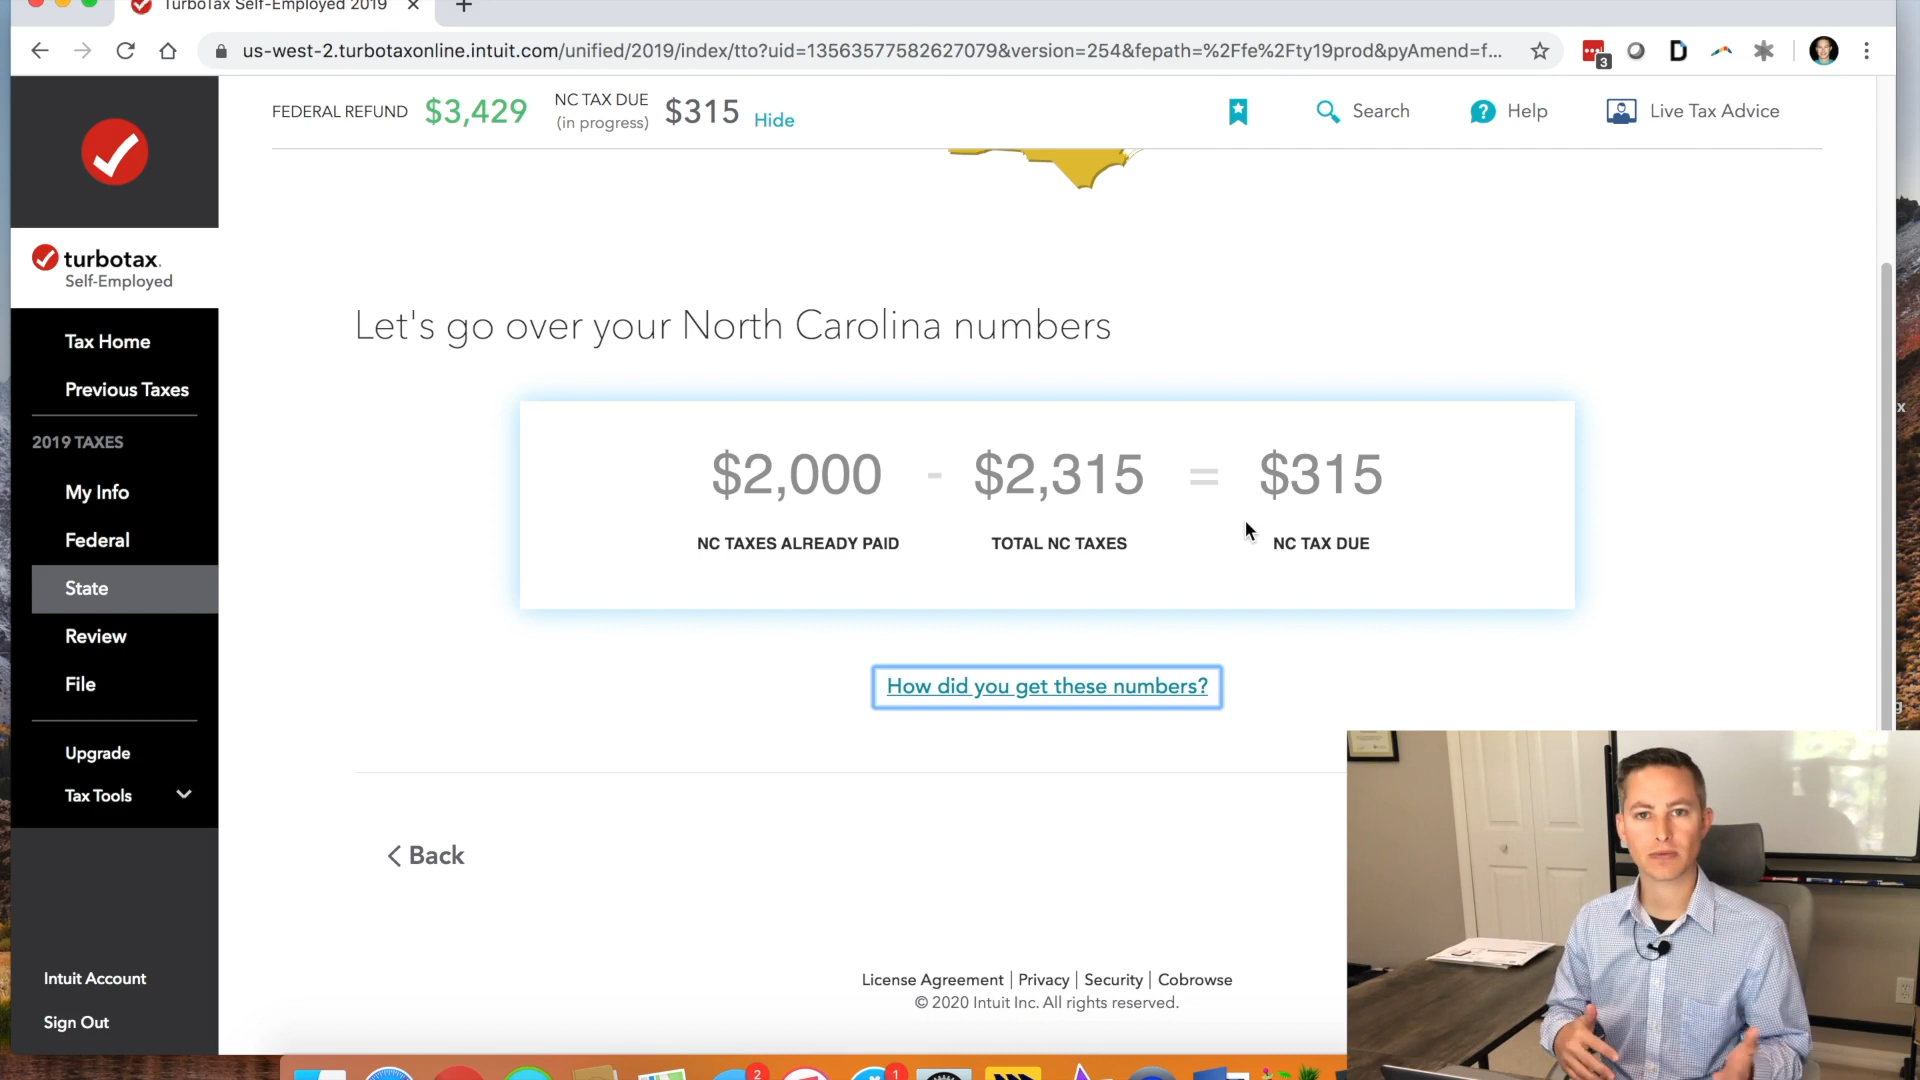 TurboTax Self-Employed 2019
us-west-2.turbotaxonline.intuit.com/unified/2019/index/tto?uid=13563577582627079&version=254&fepath=%2Ffe%2Fty19prod&pyAmend=f...
3
FEDERAL REFUND $3,429 NC TAX DUE (in progress) $315 Hide
Search Help Live Tax Advice
turbotax.
Self-Employed
Tax Home
Previous Taxes
2019 TAXES
My Info
Federal
State
Review
File
Upgrade
Tax Tools
Intuit Account
Sign Out
Let's go over your North Carolina numbers
$2,000 - $2,315 = $315
NC TAXES ALREADY PAID TOTAL NC TAXES NC TAX DUE
How did you get these numbers?
Back
License Agreement | Privacy | Security | Cobrowse
© 2020 Intuit Inc. All rights reserved.
2
1